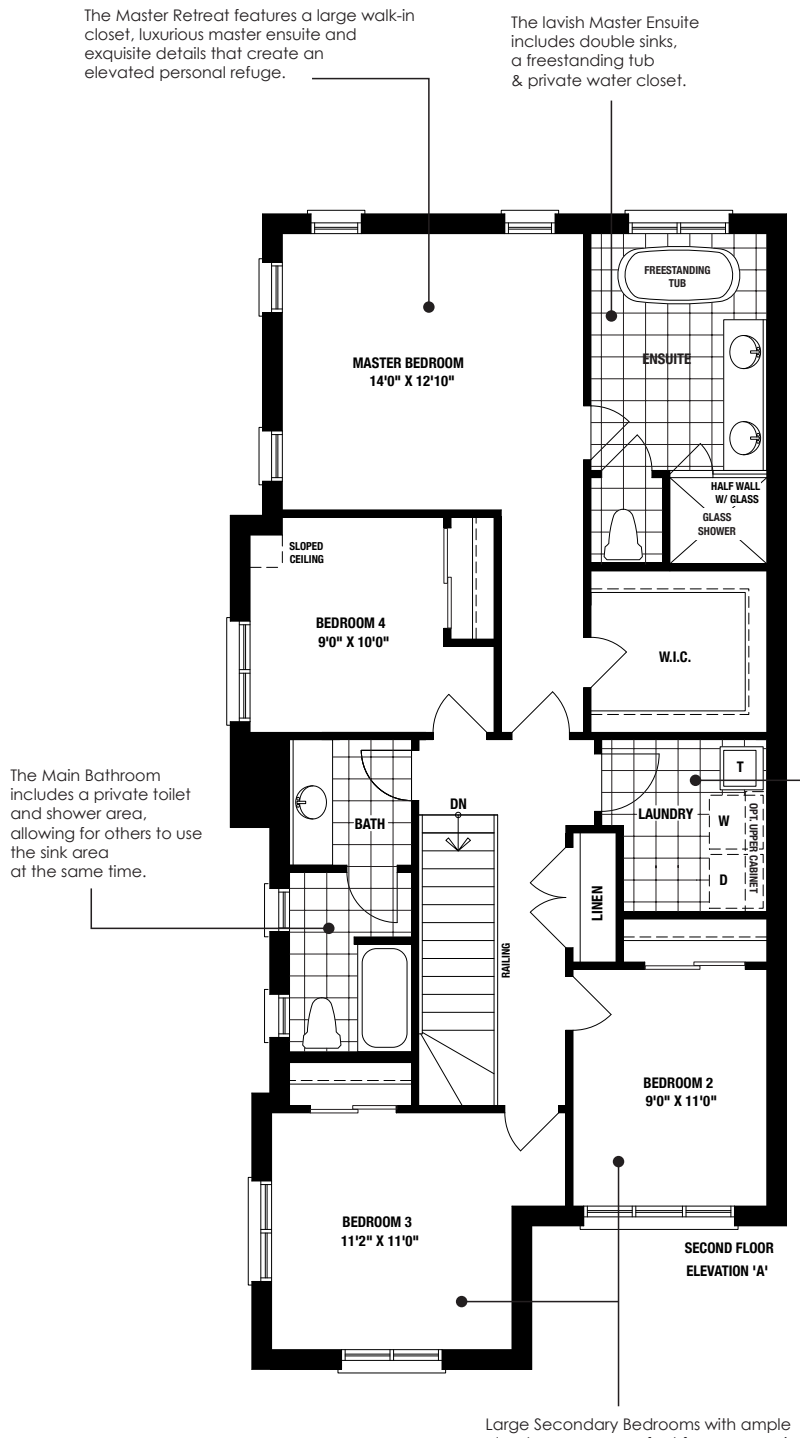 The Master Retreat features a large walk-in
closet, luxurious master ensuite and
exquisite details that create an
elevated personal refuge.
The lavish Master Ensuite
includes double sinks,
a freestanding tub
& private water closet.
FREESTANDING
TUB
MASTER BEDROOM
14'0" X 12'10"
ENSUITE
HALF WALL
W/ GLASS
GLASS
SHOWER
SLOPED
CEILING
BEDROOM 4
9'0" X 10'0"
W.I.C.
The Main Bathroom
includes a private toilet
and shower area,
allowing for others to use
the sink area
at the same time.
BATH
DN
LAUNDRY
T
W
D
OPT. UPPER CABINET
LINEN
RAILING
BEDROOM 2
9'0" X 11'0"
BEDROOM 3
11'2" X 11'0"
SECOND FLOOR
ELEVATION 'A'
Large Secondary Bedrooms with ample